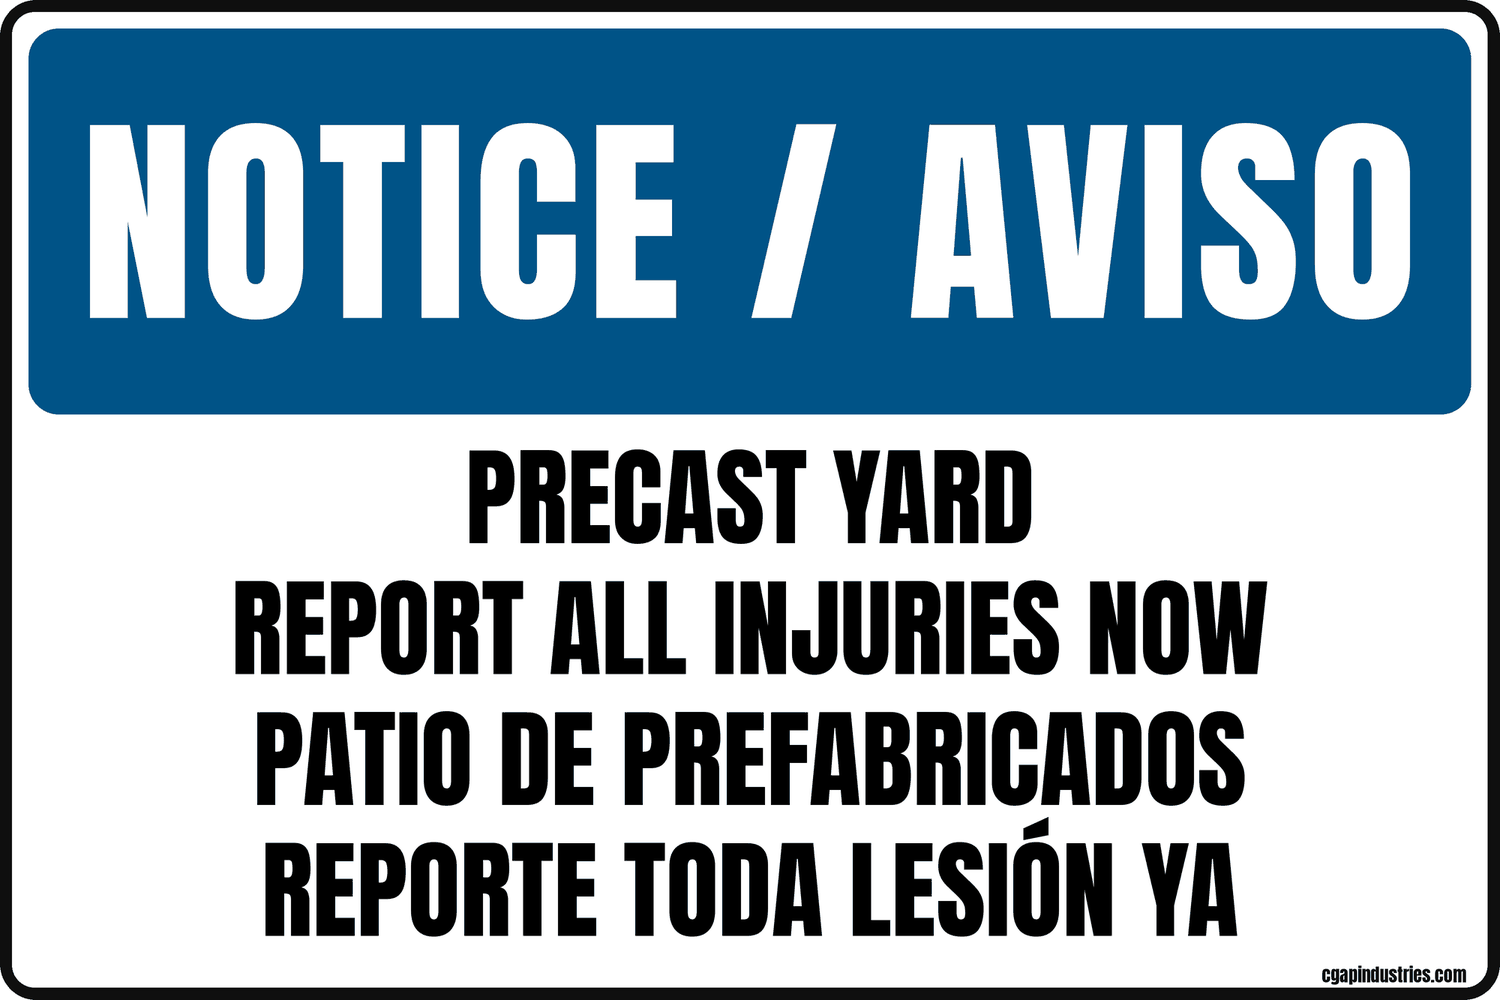 NOTICE / AVISO
PRECAST YARD
REPORT ALL INJURIES NOW
PATIO DE PREFABRICADOS
REPORTE TODA LESIÓN YA
cgapindustries.com